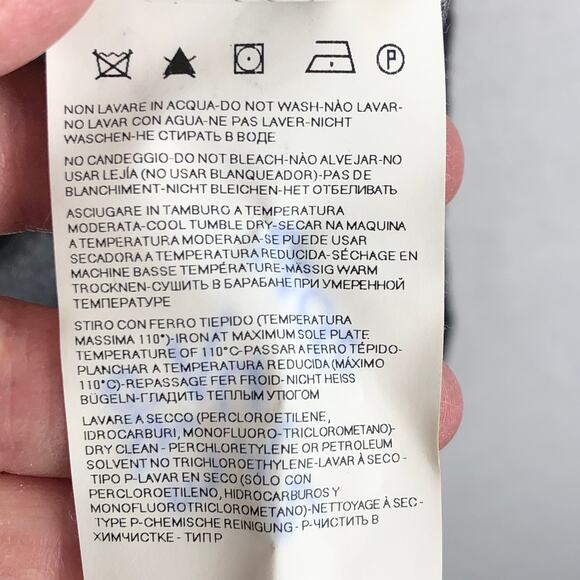 P
NON LAVARE IN ACQUA-DO NOT WASH-NÀO LAVAR-
NO LAVAR CON AGUA-NE PAS LAVER-NICHT
WASCHEN-НЕ СТИРАТЬ В ВОДЕ
NO CANDEGGIO-DO NOT BLEACH-NÀO ALVEJAR-NO
USAR LEJÍA (NO USAR BLANQUEADOR)-PAS DE
BLANCHIMENT-NICHT BLEICHEN-НЕТ ОТБЕЛИВАТЬ
ASCIUGARE IN TAMBURO A TEMPERATURA
MODERATA-COOL TUMBLE DRY-SECAR NA MAQUINA
A TEMPERATURA MODERADA-SE PUEDE USAR
SECADORA A TEMPERATURA REDUCIDA-SÉCHAGE EN
MACHINE BASSE TEMPÉRATURE-MÄSSIG WARM
TROCKNEN-СУШИТЬ В БАРАБАНЕ ПРИ УМЕРЕННОЙ
ТЕМПЕРАТУРЕ
STIRO CON FERRO TIEPIDO (TEMPERATURA
MASSIMA 110°)-IRON AT MAXIMUM SOLE PLATE
TEMPERATURE OF 110°C-PASSAR A FERRO TÉPIDO-
PLANCHAR A TEMPERATURA REDUCIDA (MÁXIMO
110°C)-REPASSAGE FER FROID-NICHT HEISS
BÜGELN-ГЛАДИТЬ ТЕПЛЫМ УТЮГОМ
LAVARE A SECCO (PERCLOROETILENE,
IDROCARBURI, MONOFLUORO-TRICLOROMETANO)-
DRY CLEAN - PERCHLORETYLENE OR PETROLEUM
SOLVENT NO TRICHLOROETHYLENE-LAVAR À SECO -
TIPO P-LAVAR EN SECO (SÓLO CON
PERCLOROETILENO, HIDROCARBUROS Y
MONOFLUOROTRICLOROMETANO)-NETTOYAGE À SEC -
TYPE P-CHEMISCHE REINIGUNG - P-ЧИСТИТЬ В
ХИМЧИСТКЕ - ТИП P